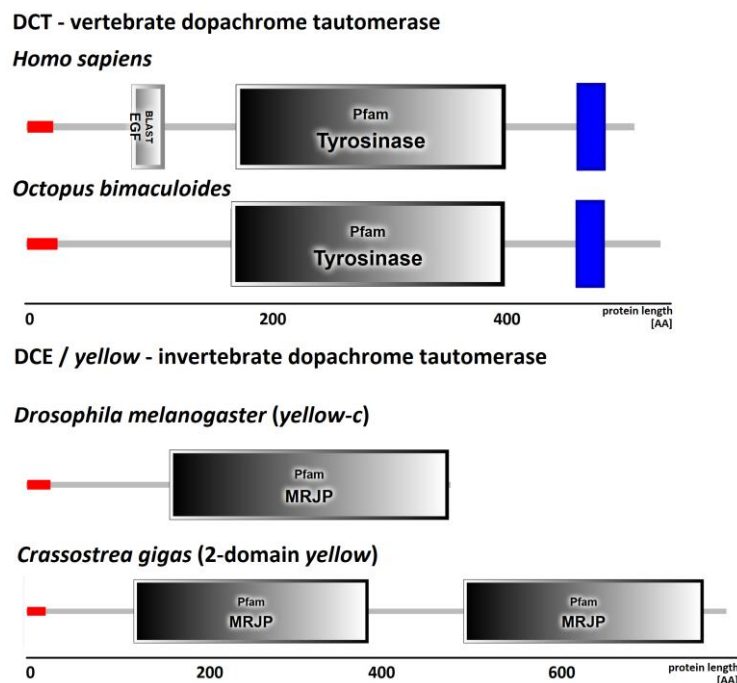 DCT - vertebrate dopachrome tautomerase
Homo sapiens
BLAST
EGF
Pfam
Tyrosinase
Octopus bimaculoides
Pfam
Tyrosinase
0 200 400 protein length
[AA]
DCE / yellow - invertebrate dopachrome tautomerase
Drosophila melanogaster (yellow-c)
Pfam
MRJP
Crassostrea gigas (2-domain yellow)
Pfam Pfam
MRJP MRJP
0 200 400 600 protein length
[AA]